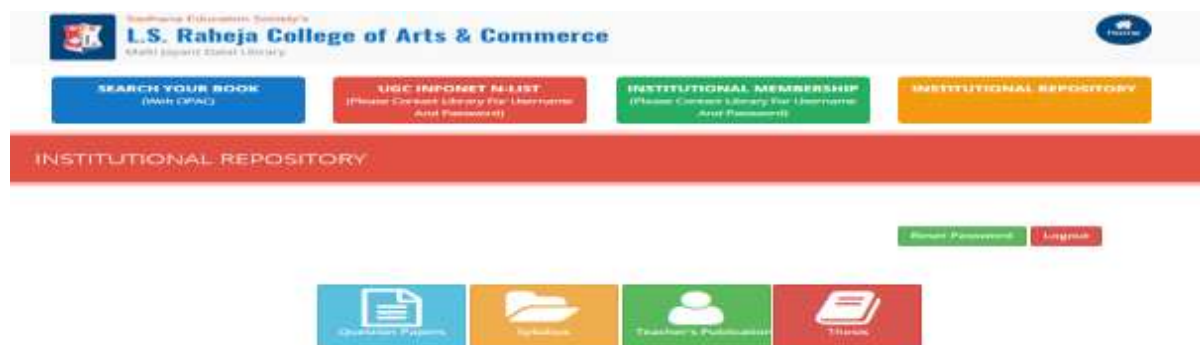 Sadhana Education Society's
L.S. Raheja College of Arts & Commerce
Malti Jayant Dalal Library
Home
SEARCH YOUR BOOK
(Web OPAC)
UGC INFONET N-LIST
(Please Contact Library For Username
And Password)
INSTITUTIONAL MEMBERSHIP
(Please Contact Library For Username
And Password)
INSTITUTIONAL REPOSITORY
INSTITUTIONAL REPOSITORY
Reset Password
Logout
Question Papers
Syllabus
Teacher's Publication
Thesis